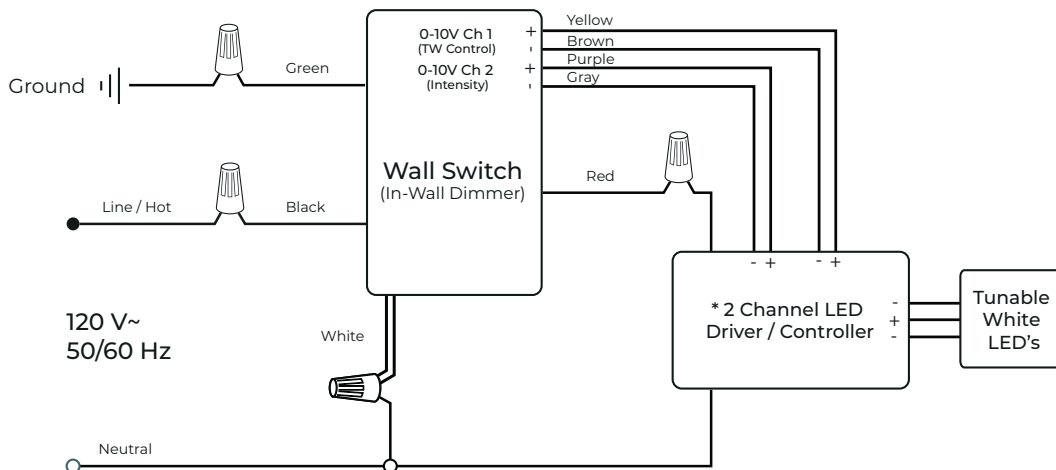 Yellow
0-10V Ch 1 +
(TW Control) -
Brown
Purple
0-10V Ch 2 +
(Intensity) -
Gray
Green
Ground
Wall Switch
(In-Wall Dimmer)
Red
Line / Hot
Black
- + - +
120 V~
50/60 Hz
* 2 Channel LED
Driver / Controller
-
+
-
Tunable
White
LED's
White
Neutral